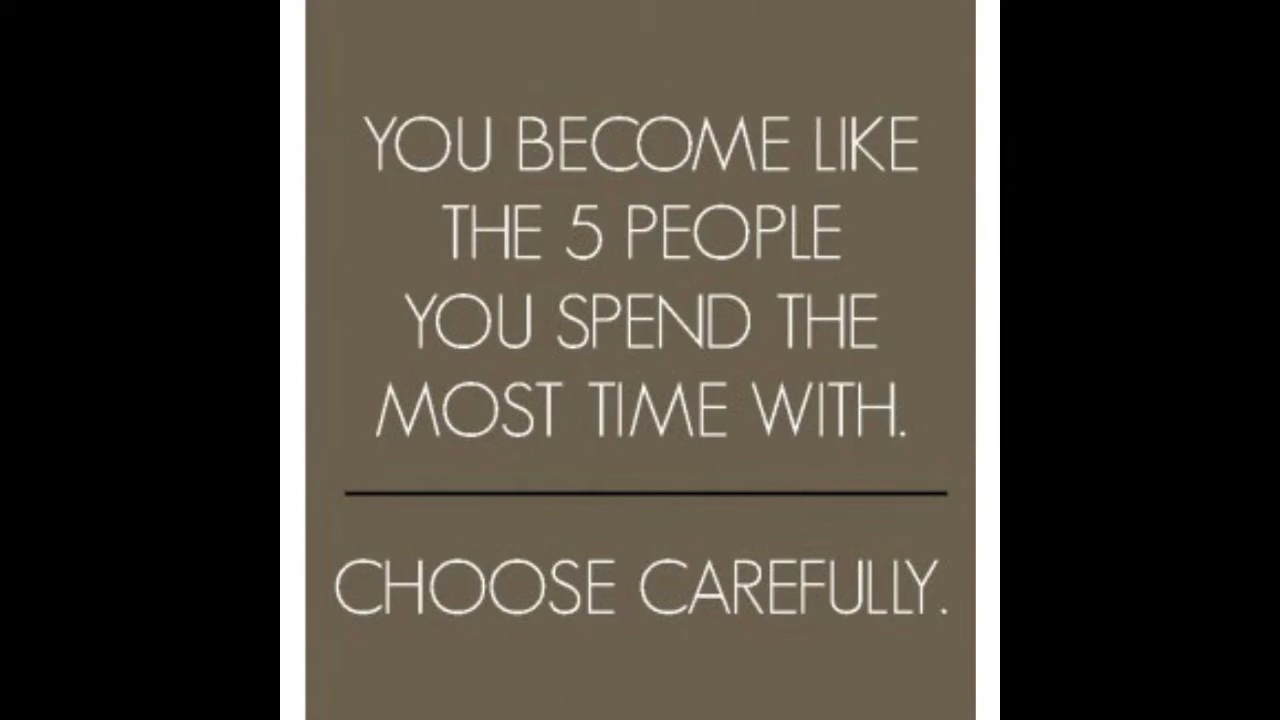 YOU BECOME LIKE
THE 5 PEOPLE
YOU SPEND THE
MOST TIME WITH.
CHOOSE CAREFULLY.